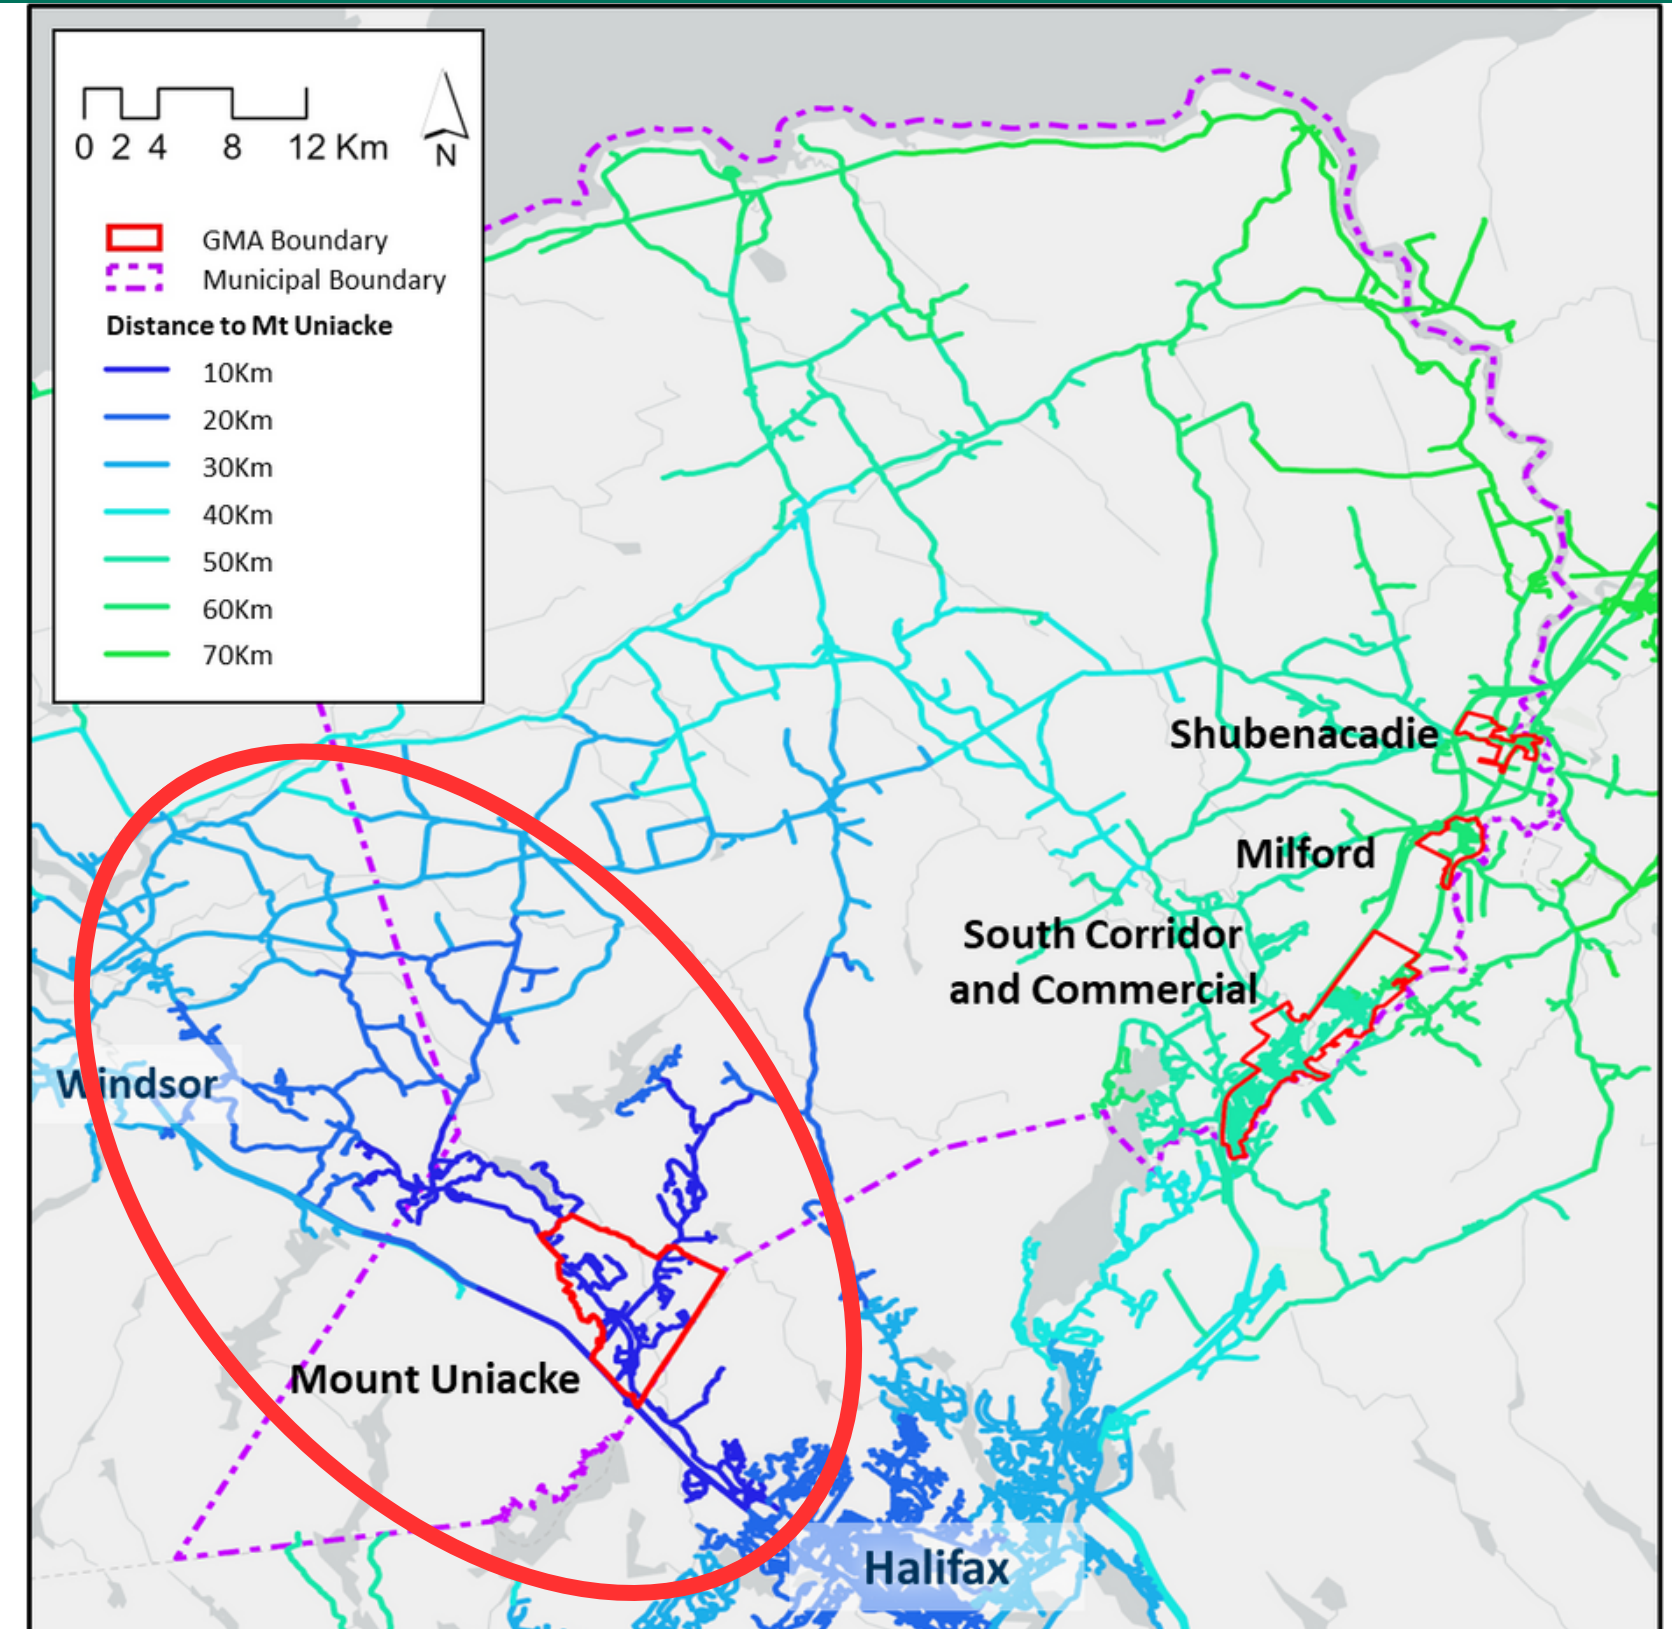 0 2 4 8 12 Km
N
GMA Boundary
Municipal Boundary
Distance to Mt Uniacke
10Km
20Km
30Km
40Km
50Km
60Km
70Km
Shubenacadie
Milford
South Corridor
and Commercial
Windsor
Mount Uniacke
Halifax